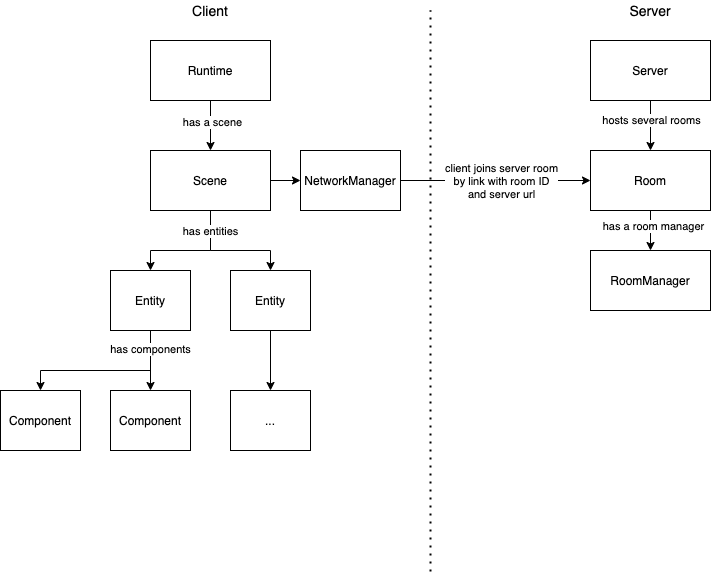 Client
Server
Runtime
Server
has a scene
hosts several rooms
Scene
NetworkManager
client joins server room
by link with room ID
and server url
Room
has entities
has a room manager
Entity
Entity
RoomManager
has components
Component
Component
...